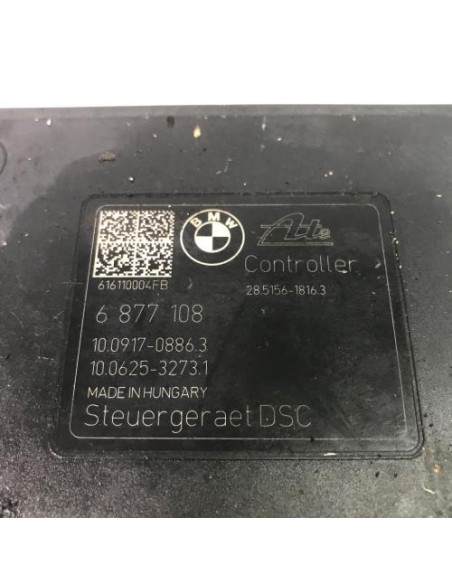 BMW
Ate
Controller
616110004FB
28.5156-1816.3
6 877 108
10.0917-0886.3
10.0625-3273.1
MADE IN HUNGARY
Steuergeraet DSC